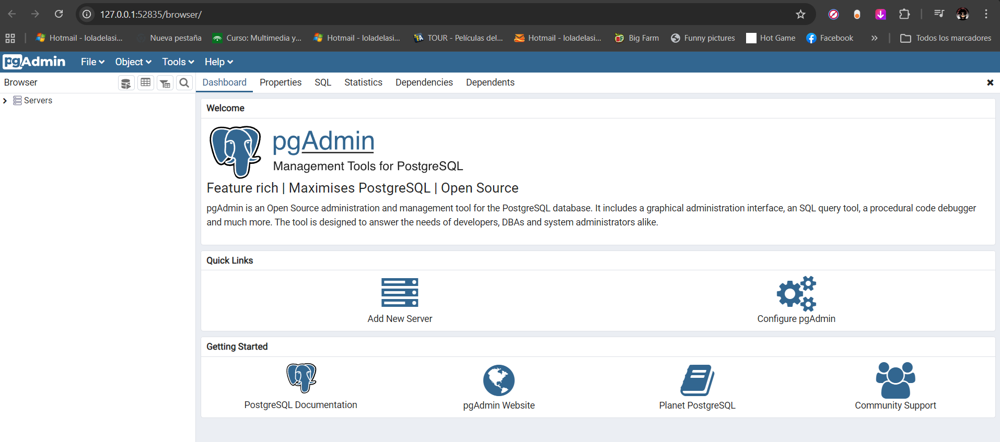 127.0.0.1:52835/browser/
Hotmail - loladelasi...
Nueva pestaña
Curso: Multimedia y...
Hotmail - loladelasi...
TOUR - Películas del...
Hotmail - loladelasi...
Big Farm
Funny pictures
Hot Game
Facebook
Todos los marcadores
pgAdmin
File
Object
Tools
Help
Browser
Dashboard
Properties
SQL
Statistics
Dependencies
Dependents
Servers
Welcome
pgAdmin
Management Tools for PostgreSQL
Feature rich | Maximises PostgreSQL | Open Source
pgAdmin is an Open Source administration and management tool for the PostgreSQL database. It includes a graphical administration interface, an SQL query tool, a procedural code debugger
and much more. The tool is designed to answer the needs of developers, DBAs and system administrators alike.
Quick Links
Add New Server
Configure pgAdmin
Getting Started
PostgreSQL Documentation
pgAdmin Website
Planet PostgreSQL
Community Support